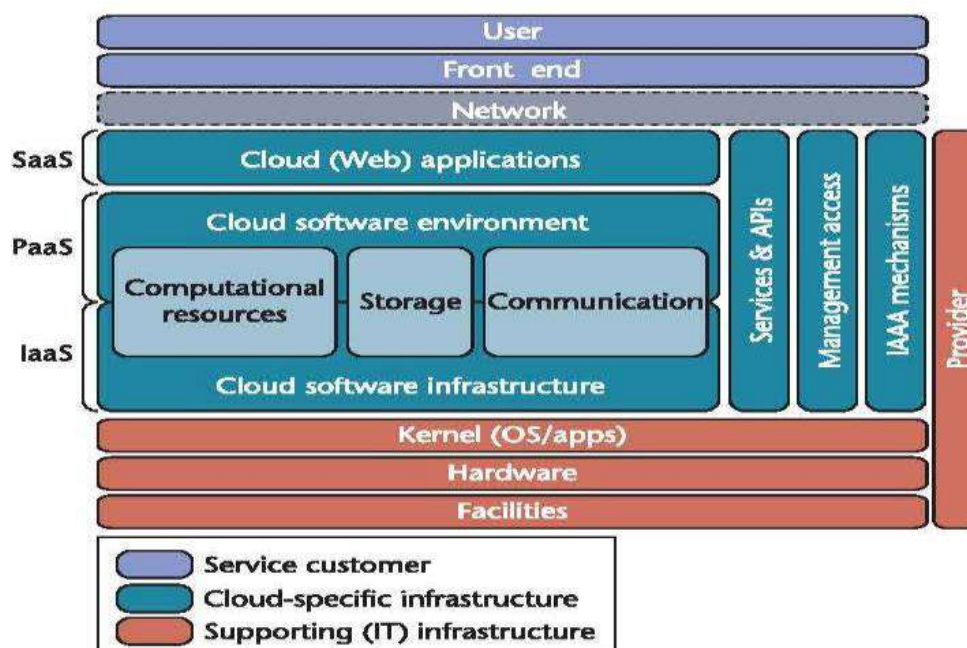 User
Front end
Network
SaaS
Cloud (Web) applications
PaaS
Cloud software environment
Computational
resources
Storage
Communication
IaaS
Cloud software infrastructure
Services & APIs
Management access
IAAA mechanisms
Provider
Kernel (OS/apps)
Hardware
Facilities
Service customer
Cloud-specific infrastructure
Supporting (IT) infrastructure